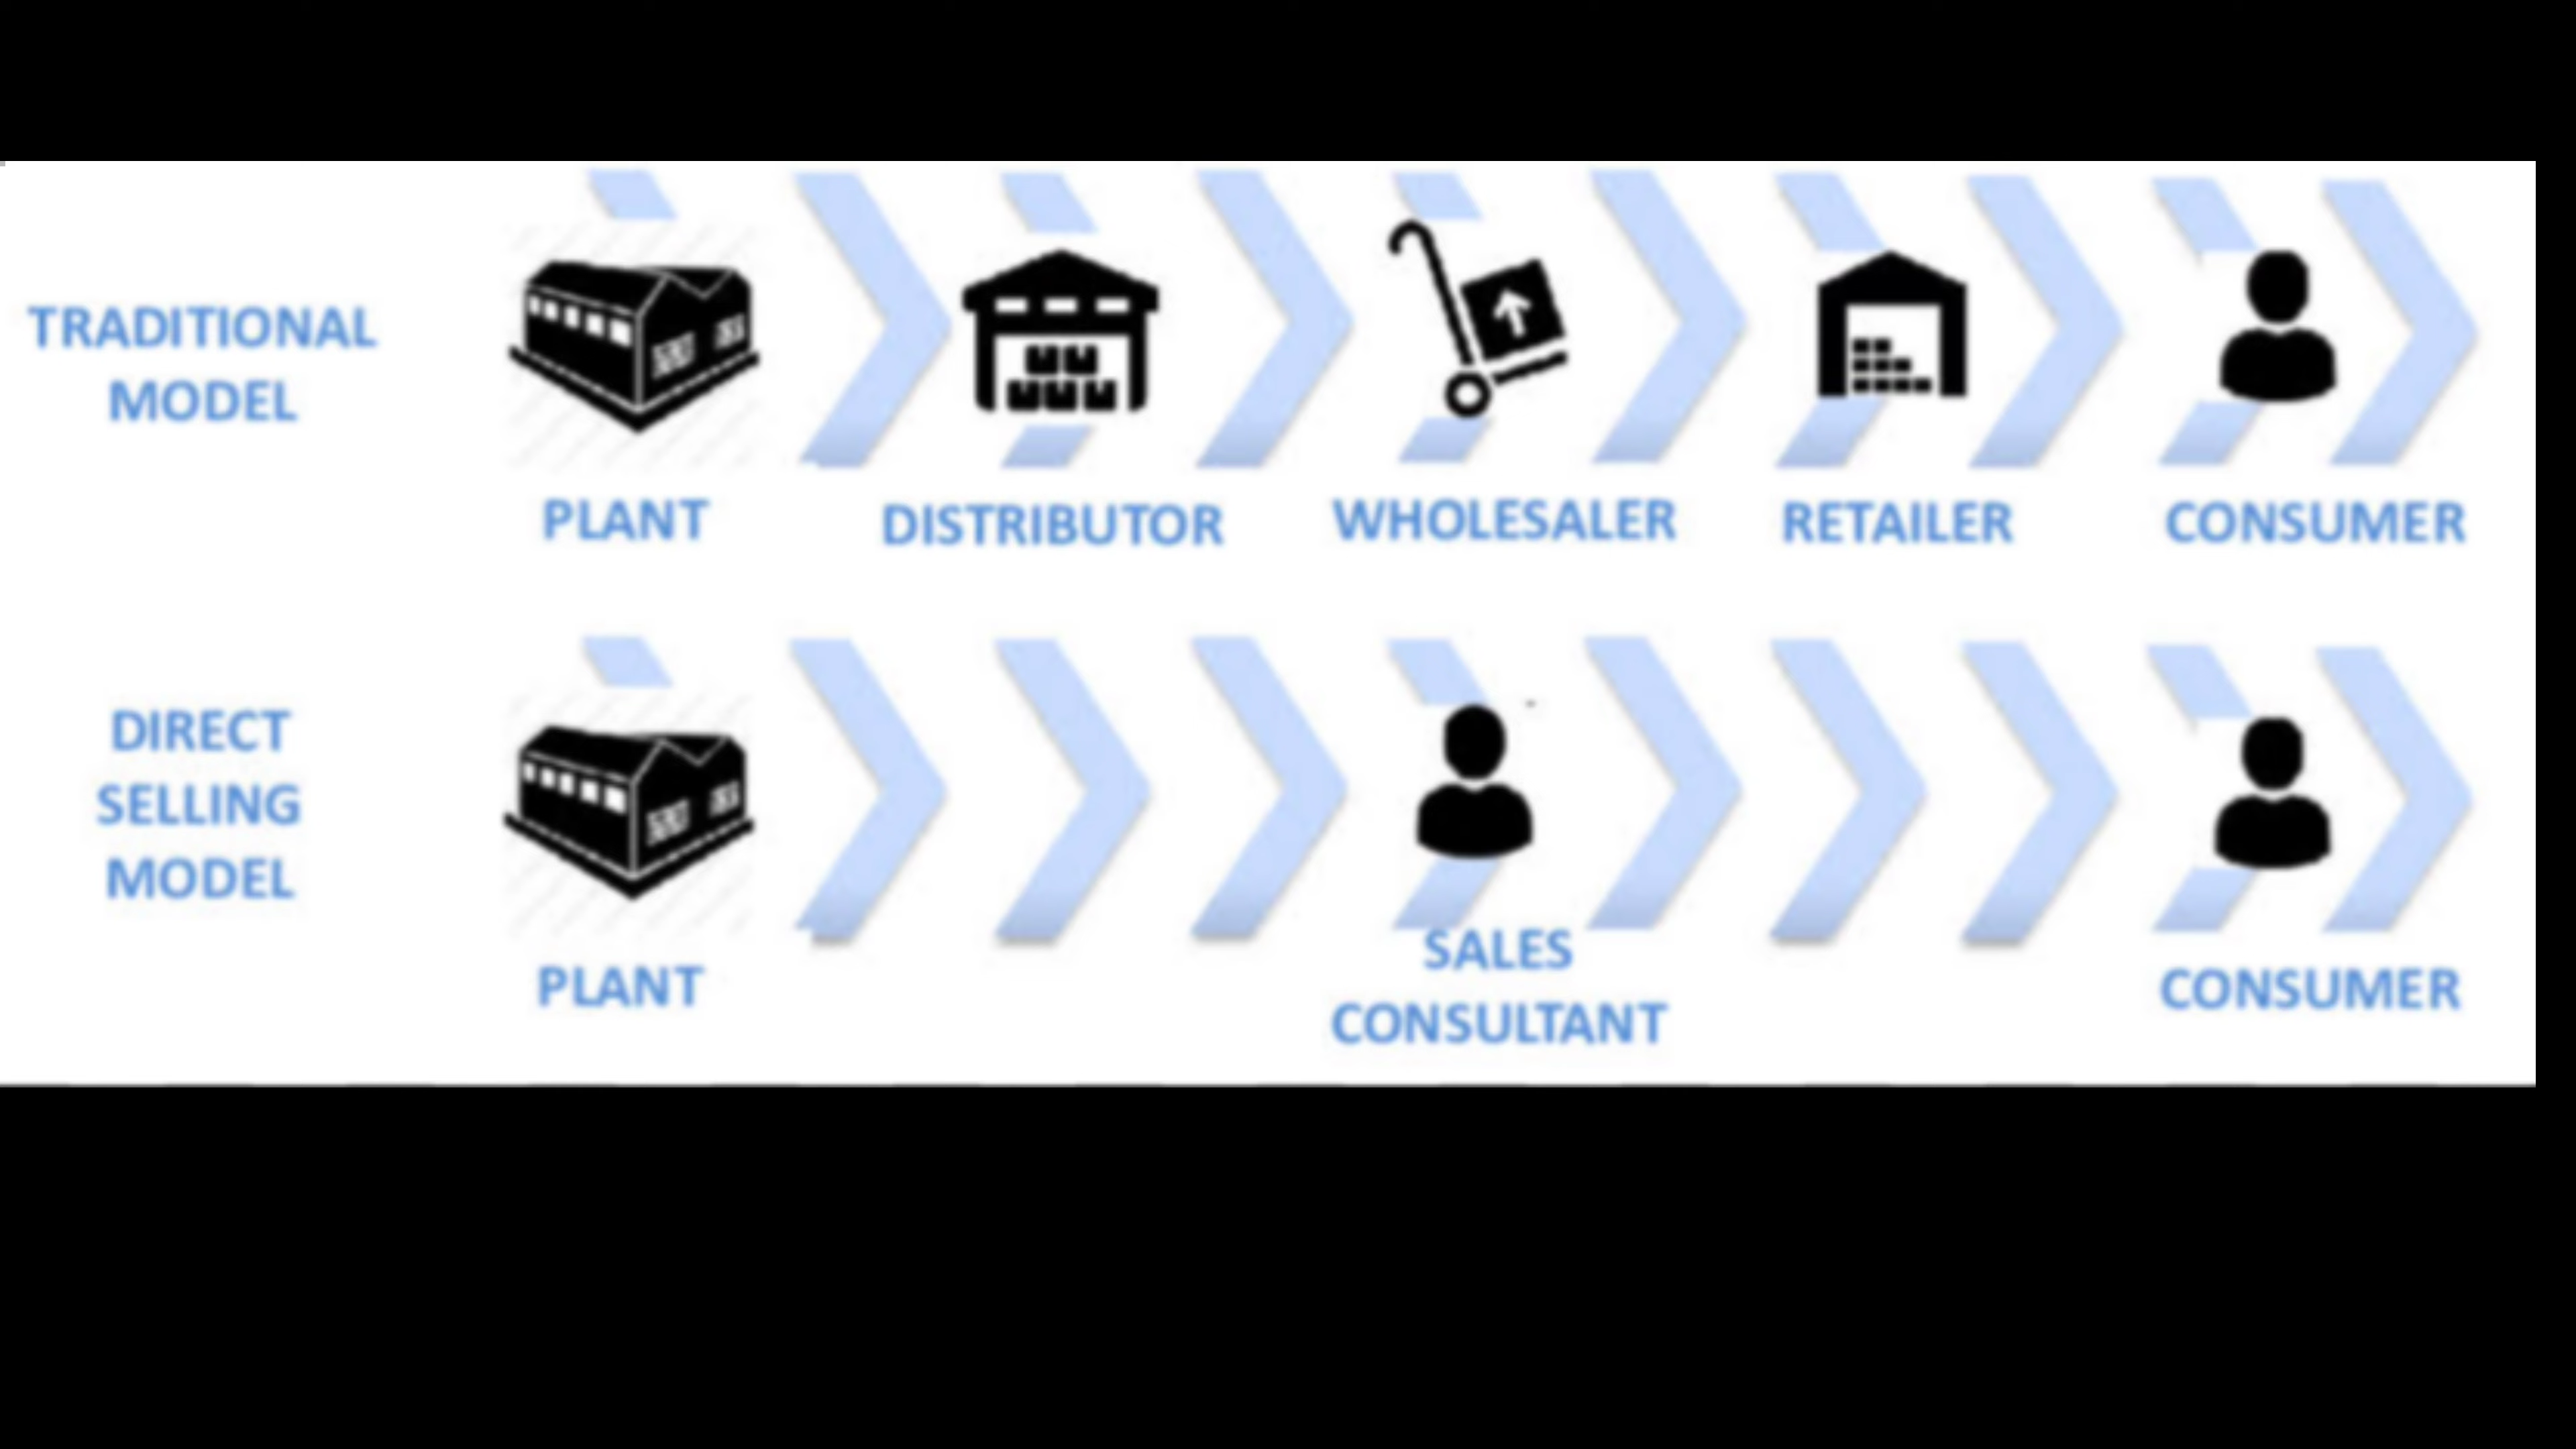 TRADITIONAL
MODEL
PLANT
DISTRIBUTOR
WHOLESALER
RETAILER
CONSUMER
DIRECT
SELLING
MODEL
PLANT
SALES
CONSULTANT
CONSUMER